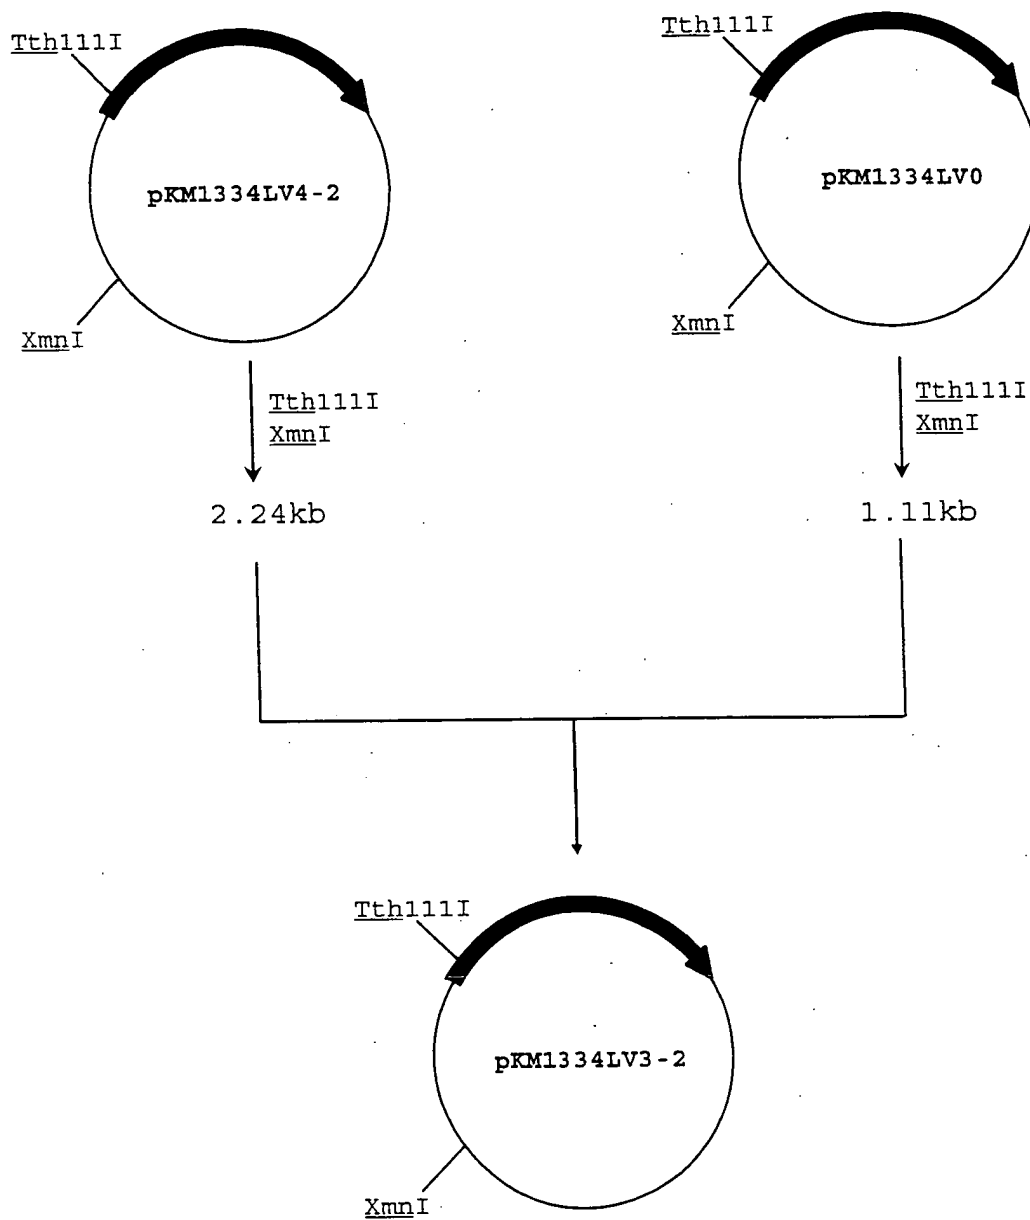 Tth111I
pKM1334LV4-2
XmnI
Tth111I
XmnI
2.24kb
Tth111I
pKM1334LV0
XmnI
Tth111I
XmnI
1.11kb
Tth111I
pKM1334LV3-2
XmnI